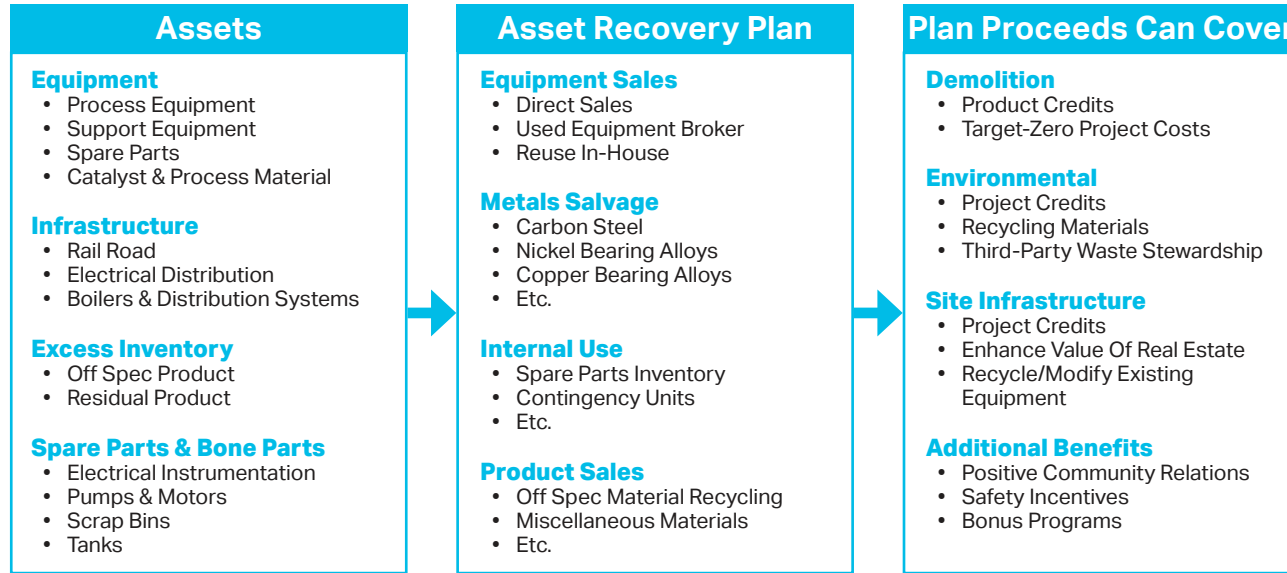 Assets
Equipment
• Process Equipment
• Support Equipment
• Spare Parts
• Catalyst & Process Material
Infrastructure
• Rail Road
• Electrical Distribution
• Boilers & Distribution Systems
Excess Inventory
• Off Spec Product
• Residual Product
Spare Parts & Bone Parts
• Electrical Instrumentation
• Pumps & Motors
• Scrap Bins
• Tanks
Asset Recovery Plan
Equipment Sales
• Direct Sales
• Used Equipment Broker
• Reuse In-House
Metals Salvage
• Carbon Steel
• Nickel Bearing Alloys
• Copper Bearing Alloys
• Etc.
Internal Use
• Spare Parts Inventory
• Contingency Units
• Etc.
Product Sales
• Off Spec Material Recycling
• Miscellaneous Materials
• Etc.
Plan Proceeds Can Cover
Demolition
• Product Credits
• Target-Zero Project Costs
Environmental
• Project Credits
• Recycling Materials
• Third-Party Waste Stewardship
Site Infrastructure
• Project Credits
• Enhance Value Of Real Estate
• Recycle/Modify Existing
Equipment
Additional Benefits
• Positive Community Relations
• Safety Incentives
• Bonus Programs